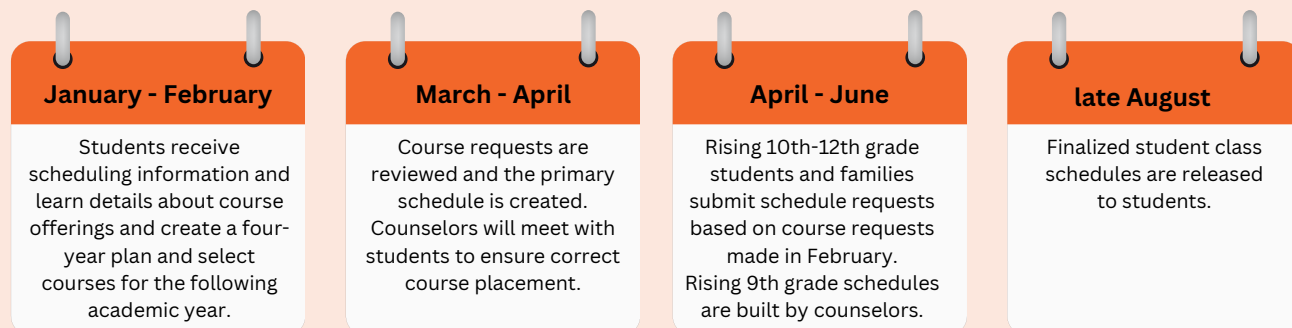 January - February
Students receive
scheduling information and
learn details about course
offerings and create a four-
year plan and select
courses for the following
academic year.
March - April
Course requests are
reviewed and the primary
schedule is created.
Counselors will meet with
students to ensure correct
course placement.
April - June
Rising 10th-12th grade
students and families
submit schedule requests
based on course requests
made in February.
Rising 9th grade schedules
are built by counselors.
late August
Finalized student class
schedules are released
to students.